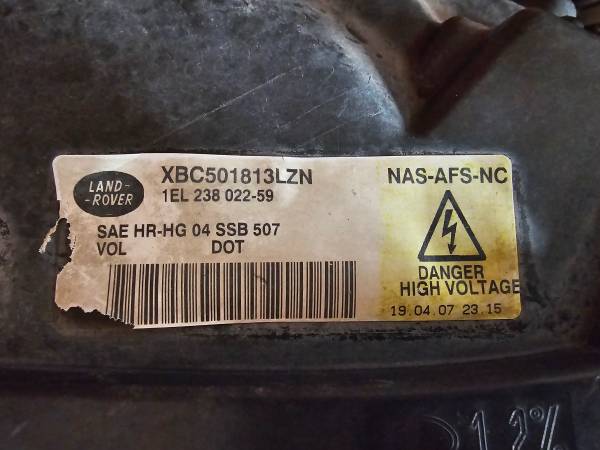 LAND-
-ROVER
XBC501813LZN
1EL 238 022-59
SAE HR-HG 04 SSB 507
VOL DOT
NAS-AFS-NC
DANGER
HIGH VOLTAGE
19.04.07 23.15